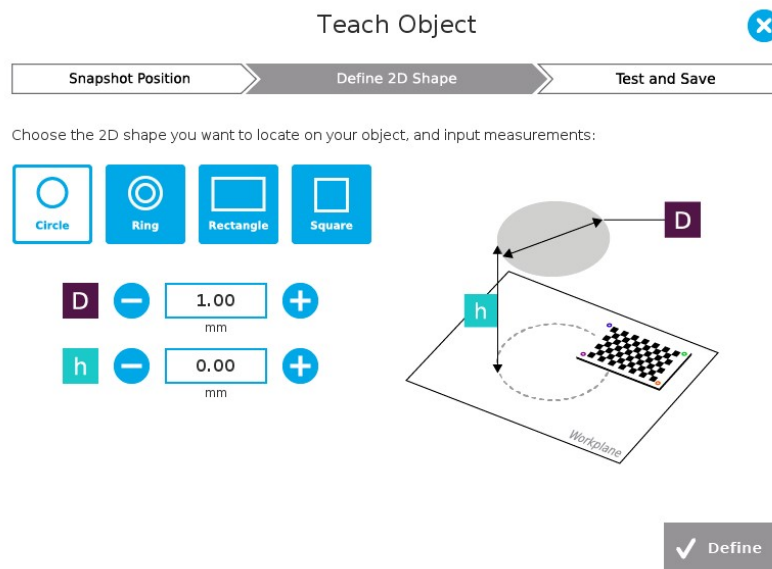 Teach Object
Snapshot Position
Define 2D Shape
Test and Save
Choose the 2D shape you want to locate on your object, and input measurements:
Circle
Ring
Rectangle
Square
D
1.00
mm
h
0.00
mm
D
h
Workplane
Define